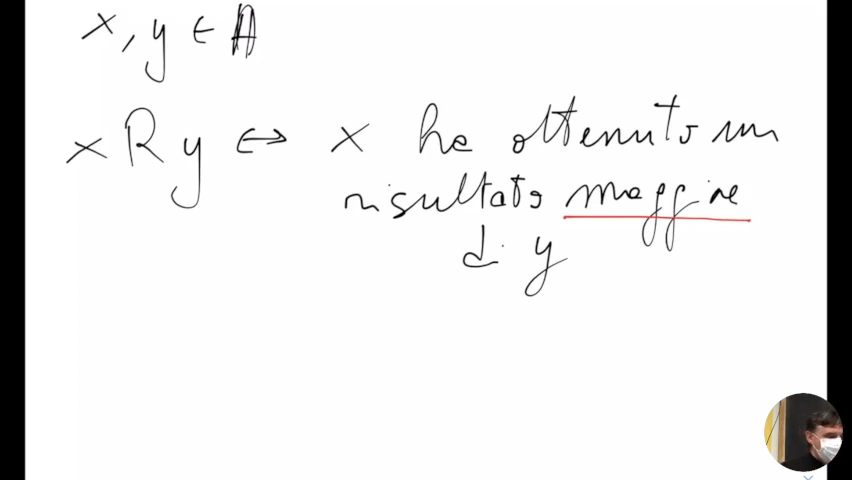 x, y ∈ A
x R y ↔ x ha ottenuto un
risultato maggiore
di y